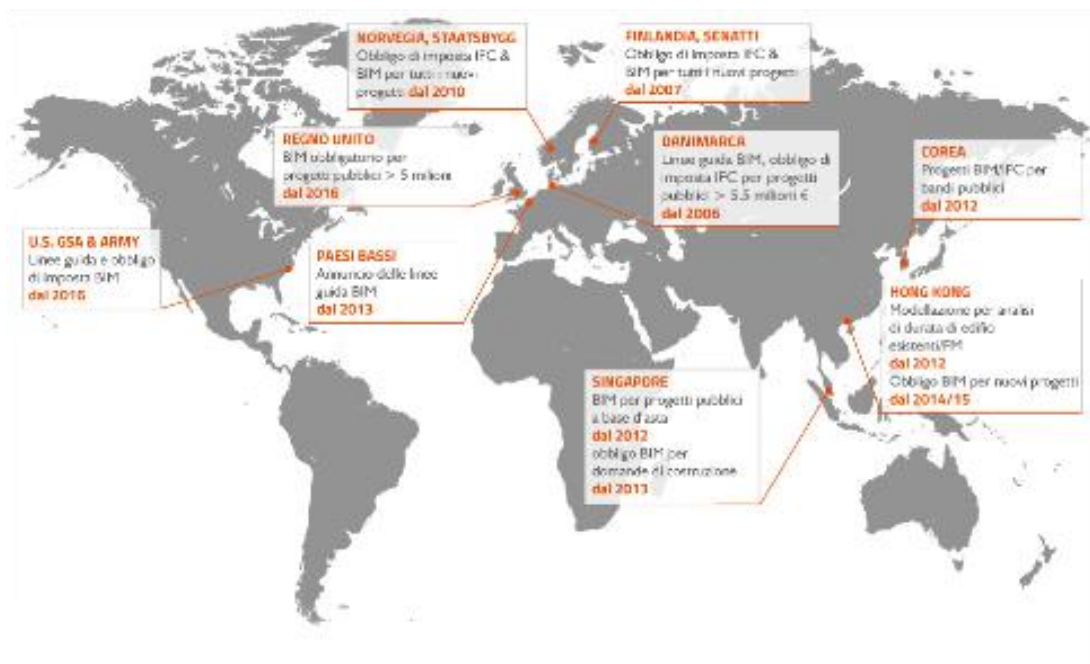 NORVEGIA, STAATSBYGG
Obbligo di imposta IFC &
BIM per tutti i nuovi
progetti dal 2010
FINLANDIA, SENATTI
Obbligo di imposta IFC &
BIM per tutti i nuovi progetti
dal 2007
REGNO UNITO
BIM obbligatorio per
progetti pubblici > 5 milioni
dal 2016
DANIMARCA
Linee guida BIM, obbligo di
imposta IFC per progetti
pubblici > 5.5 milioni €
dal 2006
COREA
Progetti BIM/IFC per
bandi pubblici
dal 2012
U.S. GSA & ARMY
Linee guida e obbligo
di imposta BIM
dal 2016
PAESI BASSI
Annuncio delle linee
guida BIM
dal 2013
HONG KONG
Modellazione per analisi
di durata di edifio
esistenti/FM
dal 2012
Obbligo BIM per nuovi progetti
dal 2014/15
SINGAPORE
BIM per progetti pubblici
a base d'asta
dal 2012
obbligo BIM per
domande di costruzione
dal 2013